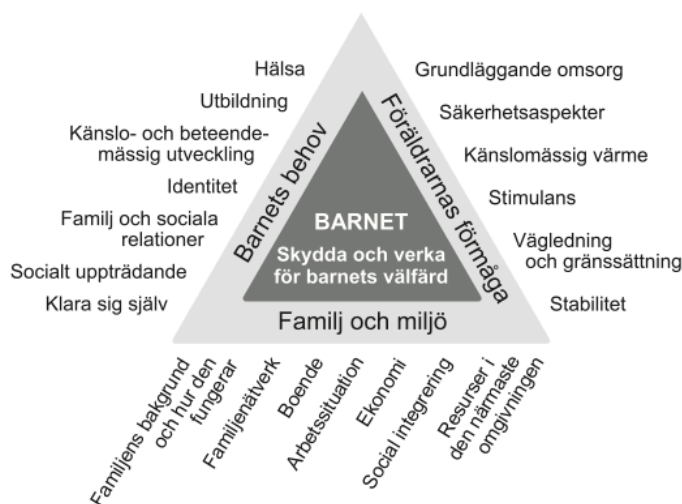 Hälsa
Utbildning
Känslo- och beteende-
mässig utveckling
Identitet
Familj och sociala
relationer
Socialt uppträdande
Klara sig själv
Barnets behov
BARNET
Skydda och verka
för barnets välfärd
Föräldrarnas förmåga
Grundläggande omsorg
Säkerhetsaspekter
Känslomässig värme
Stimulans
Vägledning
och gränssättning
Stabilitet
Familj och miljö
Familjens bakgrund
och hur den
fungerar
Familjenätverk
Boende
Arbetssituation
Ekonomi
Social integrering
Resurser i
den närmaste
omgivningen